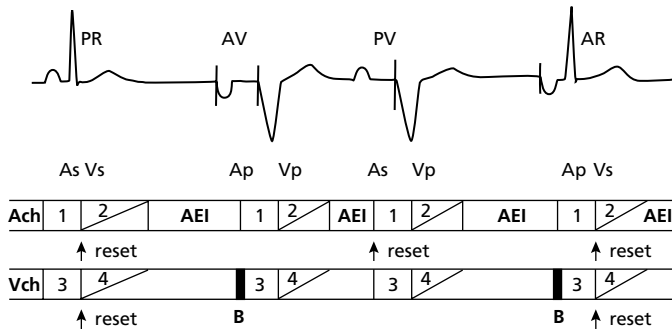 PR AV PV AR
As Vs Ap Vp As Vp Ap Vs
Ach 1 2 AEI 1 2 AEI 1 2 AEI 1 2 AEI
reset reset reset
Vch 3 4 3 4 3 4 3 4
reset B B reset